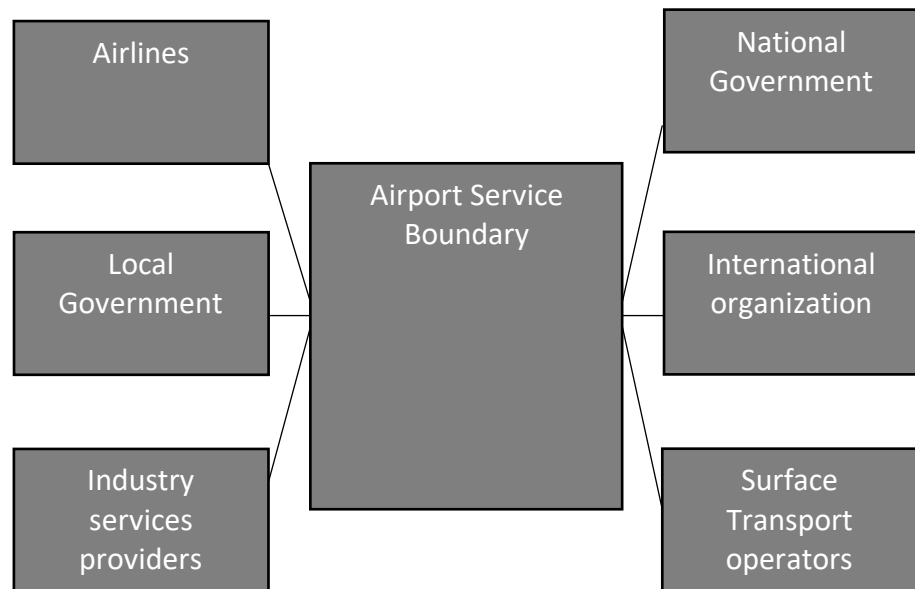 Airlines
National
Government
Airport Service
Boundary
Local
Government
International
organization
Industry
services
providers
Surface
Transport
operators